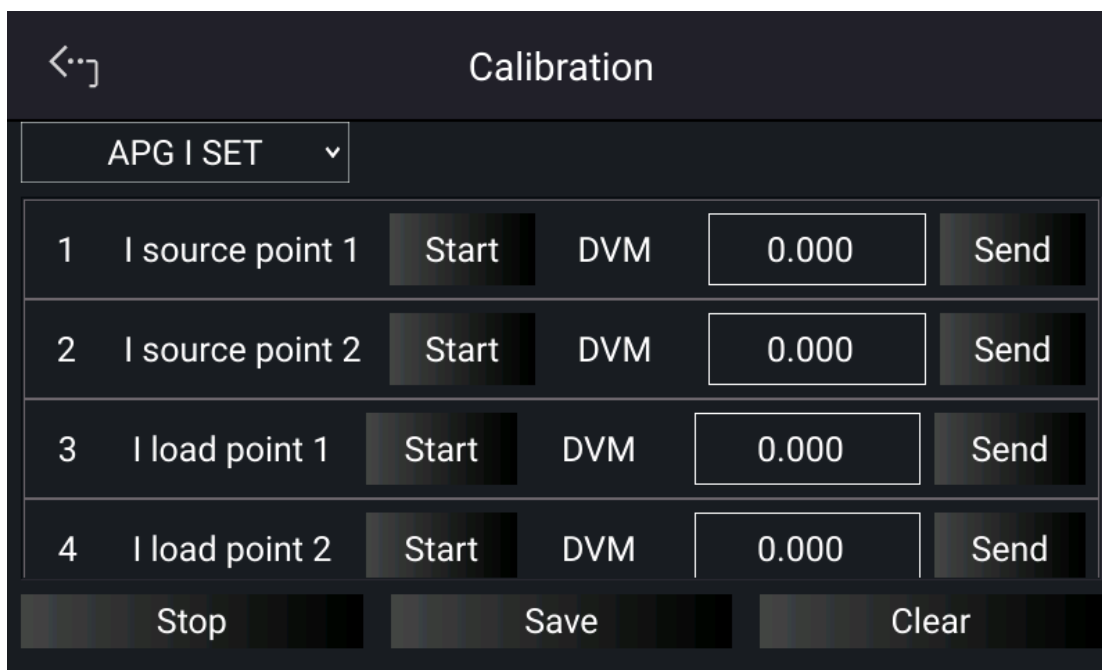 Calibration
APG I SET
1 I source point 1 Start DVM 0.000 Send
2 I source point 2 Start DVM 0.000 Send
3 I load point 1 Start DVM 0.000 Send
4 I load point 2 Start DVM 0.000 Send
Stop Save Clear